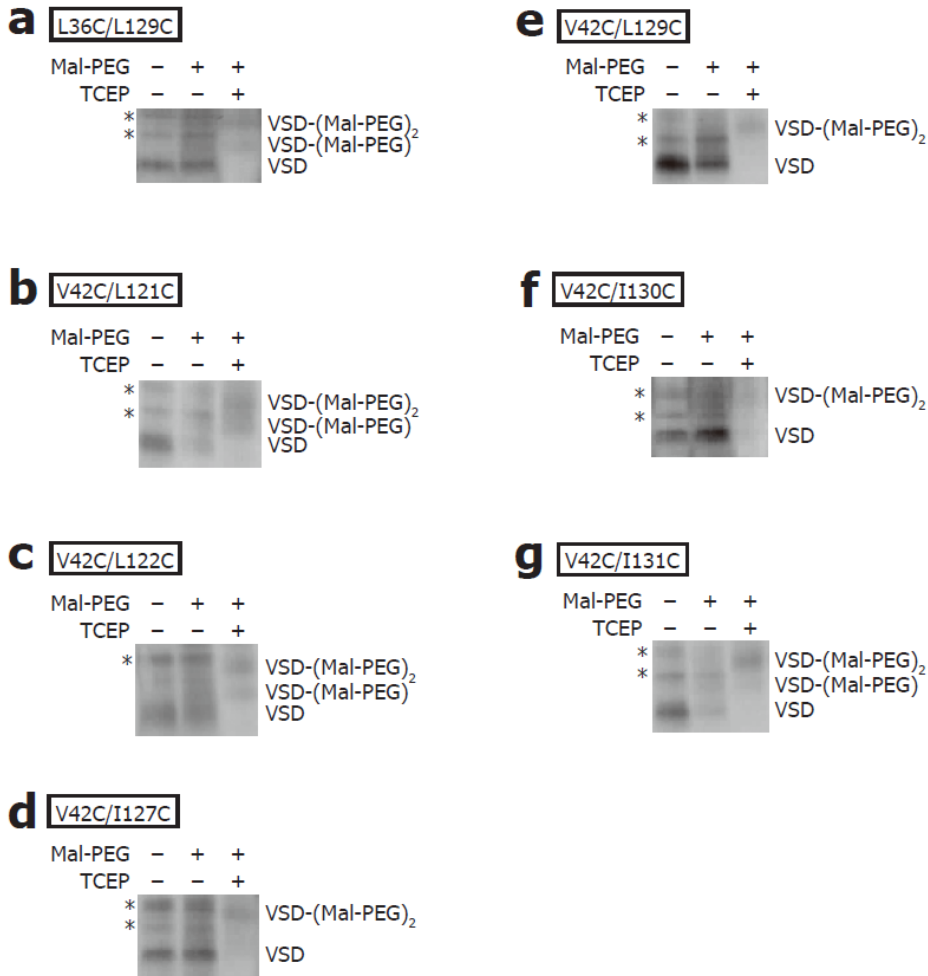 a L36C/L129C
Mal-PEG – + +
TCEP – – +
* VSD-(Mal-PEG)2
* VSD-(Mal-PEG)
VSD
b V42C/L121C
Mal-PEG – + +
TCEP – – +
* VSD-(Mal-PEG)2
* VSD-(Mal-PEG)
VSD
c V42C/L122C
Mal-PEG – + +
TCEP – – +
* VSD-(Mal-PEG)2
VSD-(Mal-PEG)
VSD
d V42C/I127C
Mal-PEG – + +
TCEP – – +
* VSD-(Mal-PEG)2
*
VSD
e V42C/L129C
Mal-PEG – + +
TCEP – – +
* VSD-(Mal-PEG)2
*
VSD
f V42C/I130C
Mal-PEG – + +
TCEP – – +
* VSD-(Mal-PEG)2
*
VSD
g V42C/I131C
Mal-PEG – + +
TCEP – – +
* VSD-(Mal-PEG)2
* VSD-(Mal-PEG)
VSD